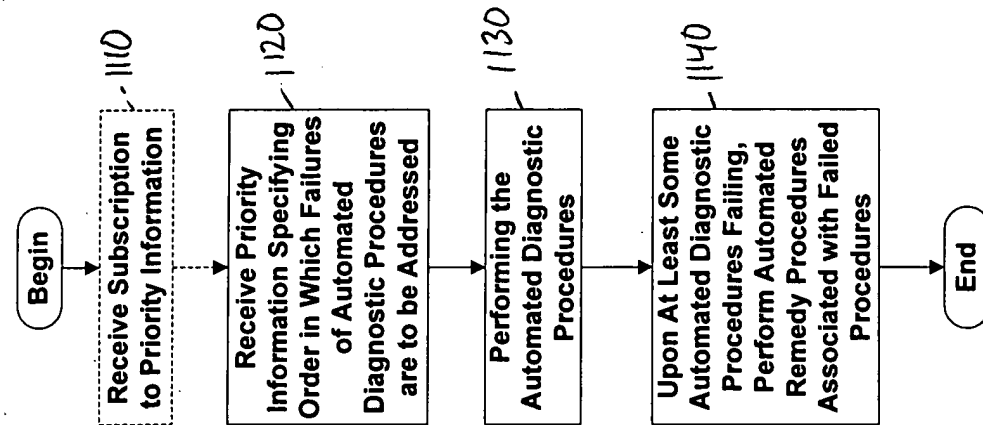 Begin
1110
Receive Subscription
to Priority Information
1120
Receive Priority
Information Specifying
Order in Which Failures
of Automated
Diagnostic Procedures
are to be Addressed
1130
Performing the
Automated Diagnostic
Procedures
1140
Upon At Least Some
Automated Diagnostic
Procedures Failing,
Perform Automated
Remedy Procedures
Associated with Failed
Procedures
End